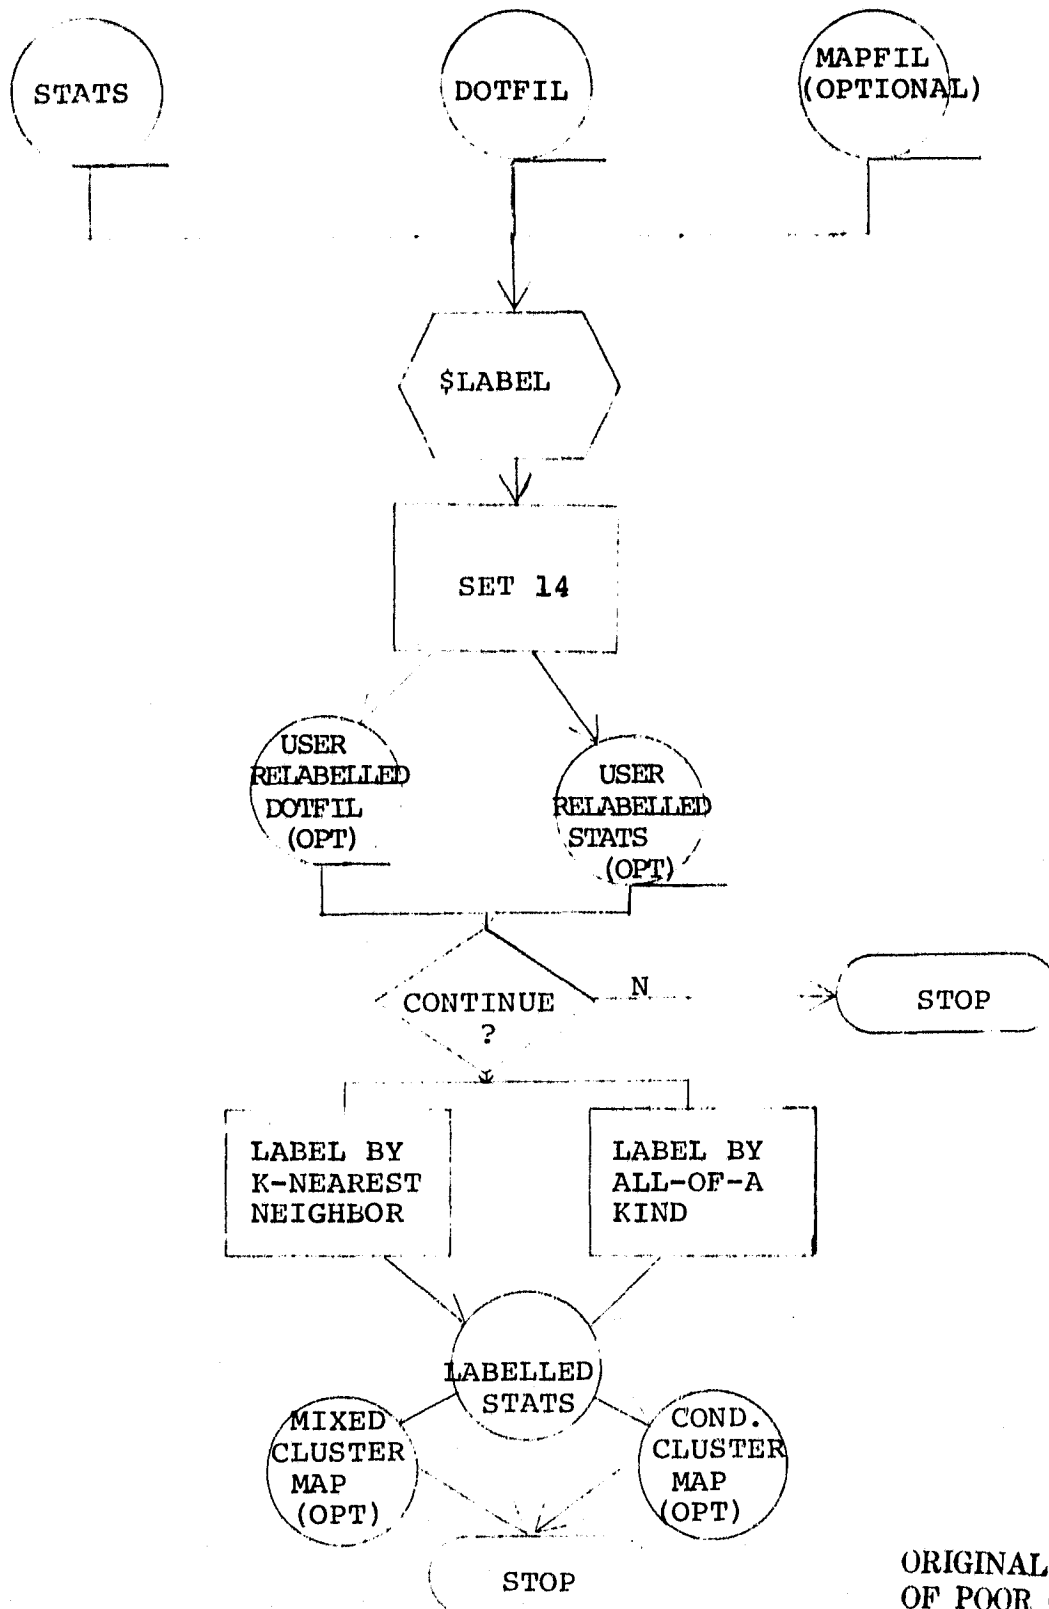 STATS
DOTFIL
MAPFIL
(OPTIONAL)
$LABEL
SET 14
USER
RELABELLED
DOTFIL
(OPT)
USER
RELABELLED
STATS
(OPT)
CONTINUE
?
N
STOP
LABEL BY
K-NEAREST
NEIGHBOR
LABEL BY
ALL-OF-A
KIND
LABELLED
STATS
MIXED
CLUSTER
MAP
(OPT)
COND.
CLUSTER
MAP
(OPT)
STOP
ORIGINAL
OF POOR